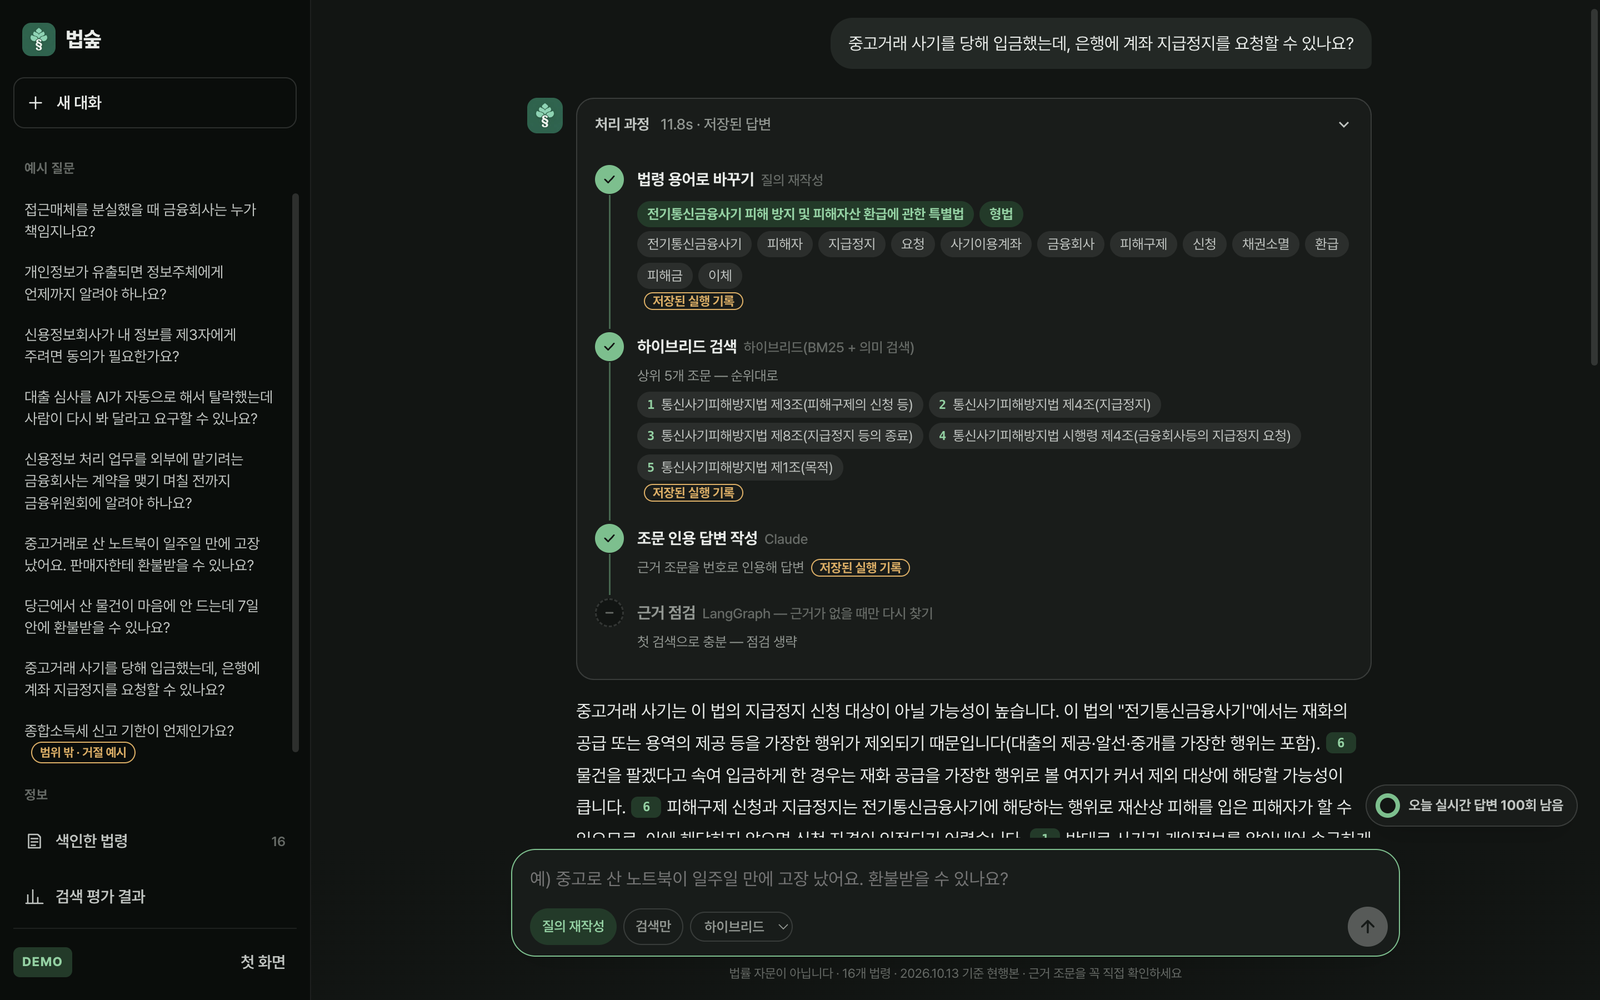 법숲
+ 새 대화
예시 질문
접근매체를 분실했을 때 금융회사는 누가
책임지나요?
개인정보가 유출되면 정보주체에게
언제까지 알려야 하나요?
신용정보회사가 내 정보를 제3자에게
주려면 동의가 필요한가요?
대출 심사를 AI가 자동으로 해서 탈락했는데
사람이 다시 봐 달라고 요구할 수 있나요?
신용정보 처리 업무를 외부에 맡기려는
금융회사는 계약을 맺기 며칠 전까지
금융위원회에 알려야 하나요?
중고거래로 산 노트북이 일주일 만에 고장
났어요. 판매자한테 환불받을 수 있나요?
당근에서 산 물건이 마음에 안 드는데 7일
안에 환불받을 수 있나요?
중고거래 사기를 당해 입금했는데, 은행에
계좌 지급정지를 요청할 수 있나요?
종합소득세 신고 기한이 언제인가요?
범위 밖 · 거절 예시
정보
색인한 법령 16
검색 평가 결과
DEMO 첫 화면
중고거래 사기를 당해 입금했는데, 은행에 계좌 지급정지를 요청할 수 있나요?
처리 과정 11.8s · 저장된 답변
법령 용어로 바꾸기 질의 재작성
전기통신금융사기 피해 방지 및 피해자산 환급에 관한 특별법 형법
전기통신금융사기 피해자 지급정지 요청 사기이용계좌 금융회사 피해구제 신청 채권소멸 환급
피해금 이체
저장된 실행 기록
하이브리드 검색 하이브리드(BM25 + 의미 검색)
상위 5개 조문 — 순위대로
1 통신사기피해방지법 제3조(피해구제의 신청 등) 2 통신사기피해방지법 제4조(지급정지)
3 통신사기피해방지법 제8조(지급정지 등의 종료) 4 통신사기피해방지법 시행령 제4조(금융회사등의 지급정지 요청)
5 통신사기피해방지법 제1조(목적)
저장된 실행 기록
조문 인용 답변 작성 Claude
근거 조문을 번호로 인용해 답변 저장된 실행 기록
근거 점검 LangGraph — 근거가 없을 때만 다시 찾기
첫 검색으로 충분 — 점검 생략
중고거래 사기는 이 법의 지급정지 신청 대상이 아닐 가능성이 높습니다. 이 법의 "전기통신금융사기"에서는 재화의
공급 또는 용역의 제공 등을 가장한 행위가 제외되기 때문입니다(대출의 제공·알선·중개를 가장한 행위는 포함). 6
물건을 팔겠다고 속여 입금하게 한 경우는 재화 공급을 가장한 행위로 볼 여지가 커서 제외 대상에 해당할 가능성이
큽니다. 6 피해구제 신청과 지급정지는 전기통신금융사기에 해당하는 행위로 재산상 피해를 입은 피해자가 할 수
오늘 실시간 답변 100회 남음
예) 중고로 산 노트북이 일주일 만에 고장 났어요. 환불받을 수 있나요?
질의 재작성 검색만 하이브리드
법률 자문이 아닙니다 · 16개 법령 · 2026.10.13 기준 현행본 · 근거 조문을 꼭 직접 확인하세요